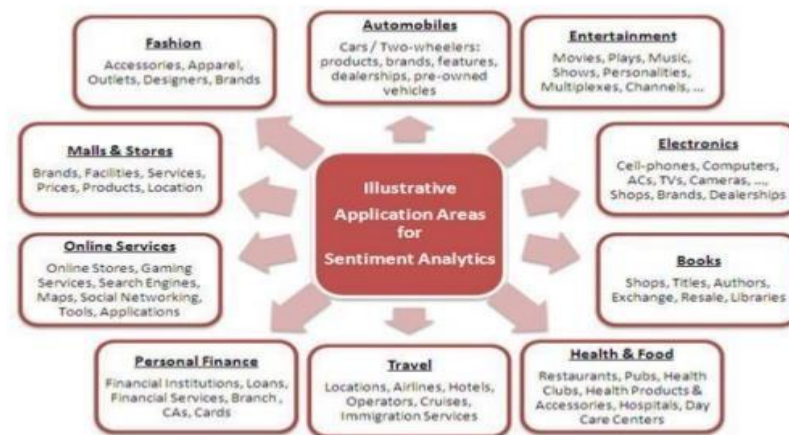 Fashion
Accessories, Apparel,
Outlets, Designers, Brands
Automobiles
Cars / Two-wheelers:
products, brands, features,
dealerships, pre-owned
vehicles
Entertainment
Movies, Plays, Music,
Shows, Personalities,
Multiplexes, Channels, ...
Malls & Stores
Brands, Facilities, Services,
Prices, Products, Location
Illustrative
Application Areas
for
Sentiment Analytics
Electronics
Cell-phones, Computers,
ACs, TVs, Cameras, ...,
Shops, Brands, Dealerships
Online Services
Online Stores, Gaming
Services, Search Engines,
Maps, Social Networking,
Tools, Applications
Books
Shops, Titles, Authors,
Exchange, Resale, Libraries
Personal Finance
Financial Institutions, Loans,
Financial Services, Branch ,
CAs, Cards
Travel
Locations, Airlines, Hotels,
Operators, Cruises,
Immigration Services
Health & Food
Restaurants, Pubs, Health
Clubs, Health Products &
Accessories, Hospitals, Day
Care Centers